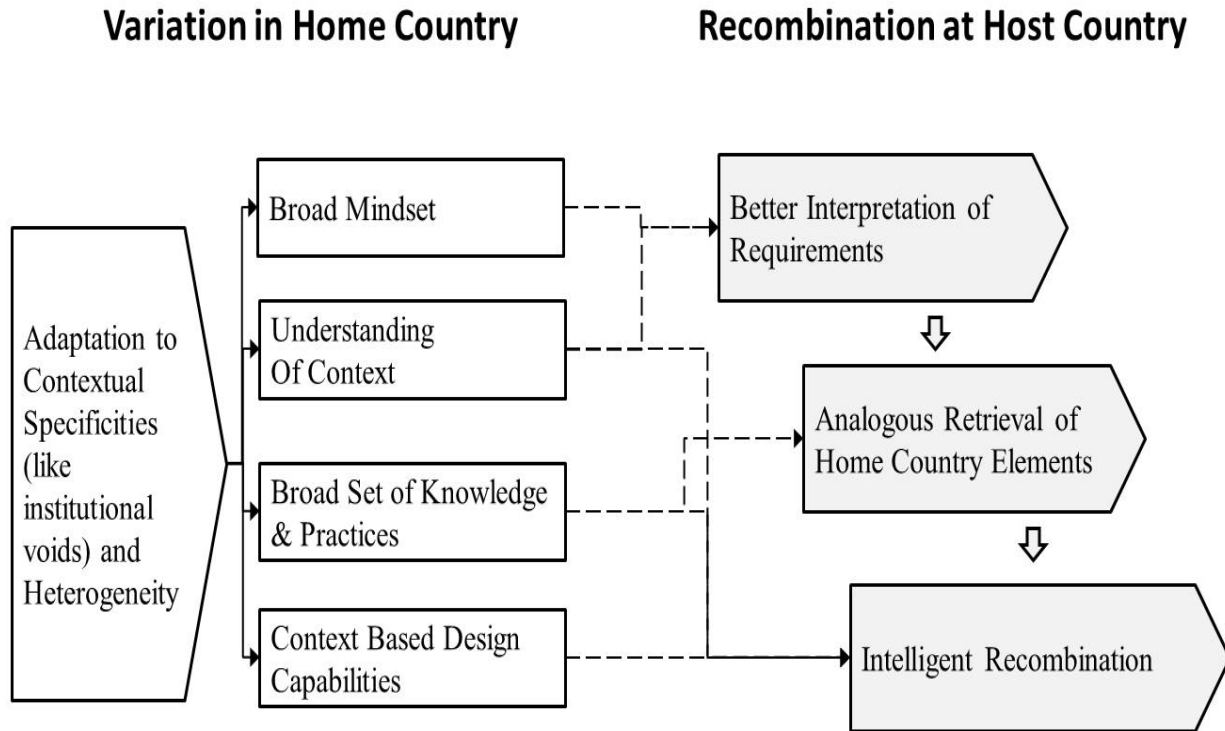 Variation in Home Country
Recombination at Host Country
Adaptation to
Contextual
Specificities
(like
institutional
voids) and
Heterogeneity
Broad Mindset
Understanding
Of Context
Broad Set of Knowledge
& Practices
Context Based Design
Capabilities
Better Interpretation of
Requirements
Analogous Retrieval of
Home Country Elements
Intelligent Recombination